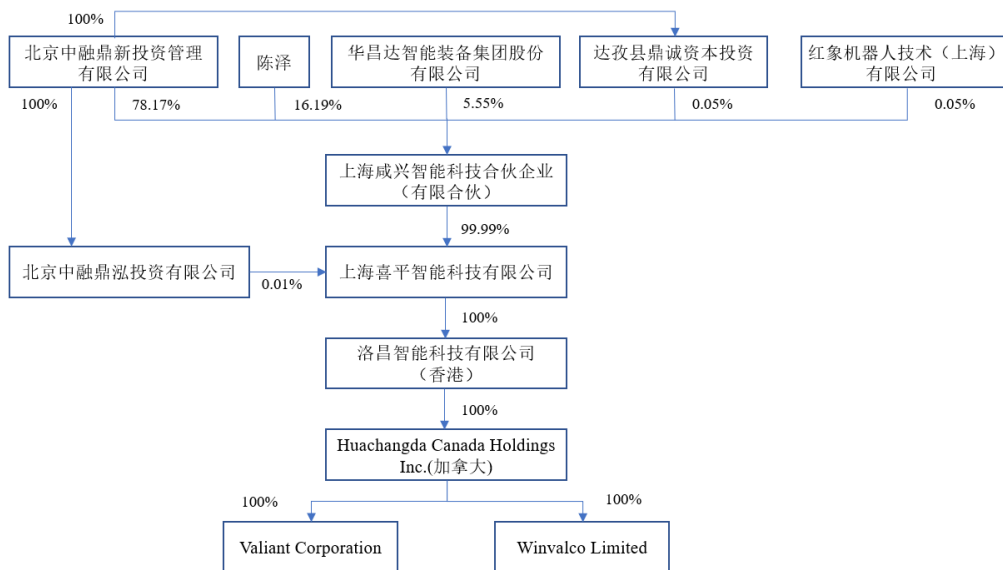 100%
北京中融鼎新投资管理
有限公司
陈泽
华昌达智能装备集团股份
有限公司
达孜县鼎诚资本投资
有限公司
红象机器人技术（上海）
有限公司
100%
78.17%
16.19%
5.55%
0.05%
0.05%
上海咸兴智能科技合伙企业
（有限合伙）
99.99%
北京中融鼎泓投资有限公司
0.01%
上海喜平智能科技有限公司
100%
洛昌智能科技有限公司
（香港）
100%
Huachangda Canada Holdings
Inc.(加拿大)
100%
100%
Valiant Corporation
Winvalco Limited